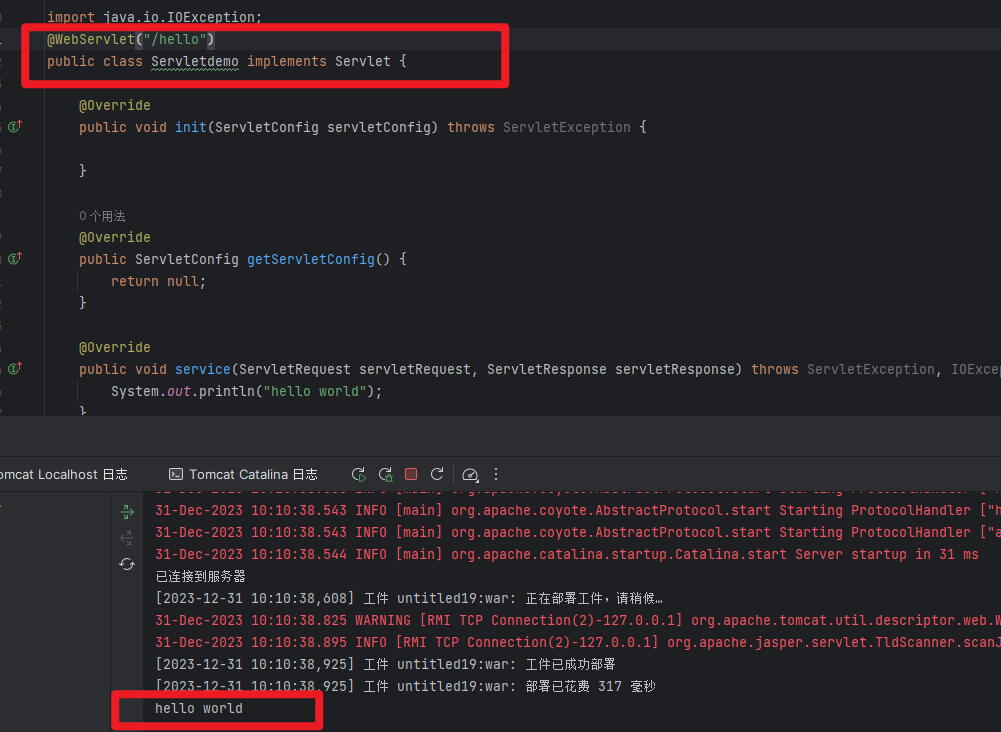 import java.io.IOException;
@WebServlet("/hello")
public class Servletdemo implements Servlet {
@Override
public void init(ServletConfig servletConfig) throws ServletException {
}
0 个用法
@Override
public ServletConfig getServletConfig() {
return null;
}
@Override
public void service(ServletRequest servletRequest, ServletResponse servletResponse) throws ServletException, IOExce
System.out.println("hello world");
}
omcat Localhost 日志 Tomcat Catalina 日志
31-Dec-2023 10:10:38.543 INFO [main] org.apache.coyote.AbstractProtocol.start Starting ProtocolHandler ["h
31-Dec-2023 10:10:38.543 INFO [main] org.apache.coyote.AbstractProtocol.start Starting ProtocolHandler ["a
31-Dec-2023 10:10:38.544 INFO [main] org.apache.catalina.startup.Catalina.start Server startup in 31 ms
已连接到服务器
[2023-12-31 10:10:38,608] 工件 untitled19:war: 正在部署工件，请稍候…
31-Dec-2023 10:10:38.825 WARNING [RMI TCP Connection(2)-127.0.0.1] org.apache.tomcat.util.descriptor.web.W
31-Dec-2023 10:10:38.895 INFO [RMI TCP Connection(2)-127.0.0.1] org.apache.jasper.servlet.TldScanner.scanJ
[2023-12-31 10:10:38,925] 工件 untitled19:war: 工件已成功部署
[2023-12-31 10:10:38,925] 工件 untitled19:war: 部署已花费 317 毫秒
hello world